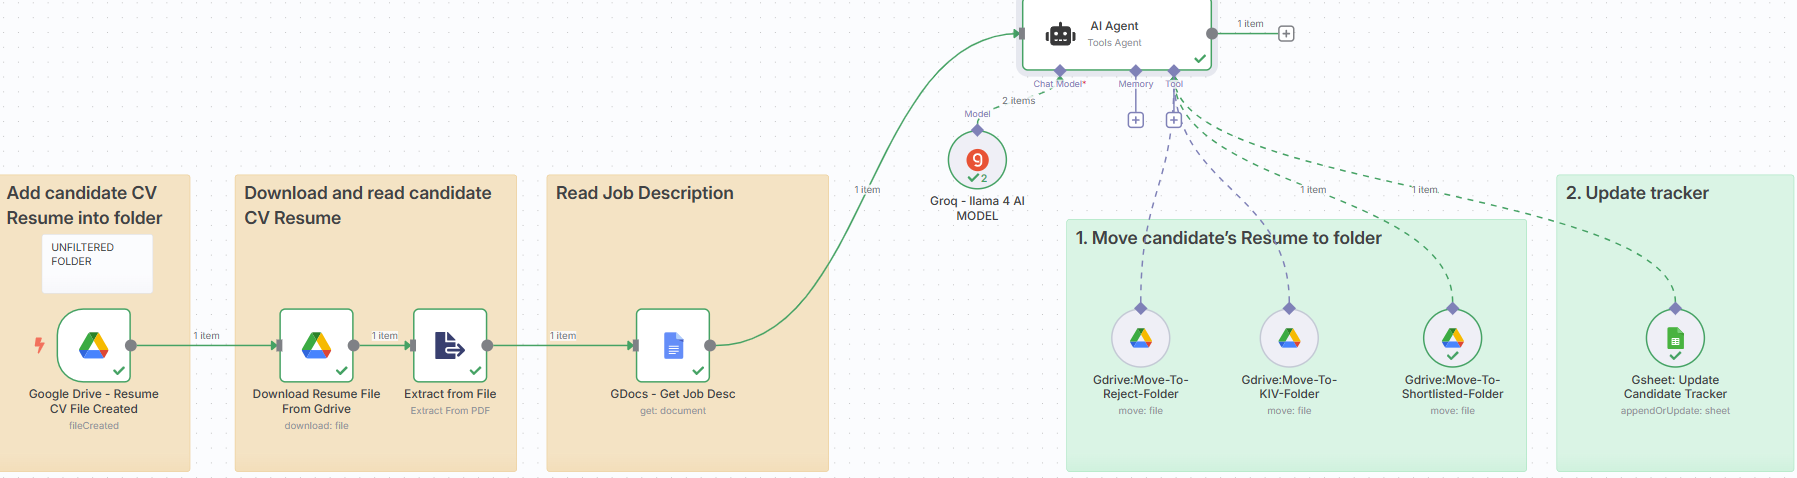 AI Agent
Tools Agent
1 item
Chat Model*
Memory
Tool
2 items
Model
2
Groq - llama 4 AI
MODEL
1 item
1 item
1 item
Add candidate CV
Resume into folder
UNFILTERED
FOLDER
1 item
Google Drive - Resume
CV File Created
fileCreated
Download and read candidate
CV Resume
1 item
Download Resume File
From Gdrive
download: file
Extract from File
Extract From PDF
1 item
Read Job Description
GDocs - Get Job Desc
get: document
1. Move candidate's Resume to folder
Gdrive:Move-To-
Reject-Folder
move: file
Gdrive:Move-To-
KIV-Folder
move: file
Gdrive:Move-To-
Shortlisted-Folder
move: file
2. Update tracker
Gsheet: Update
Candidate Tracker
appendOrUpdate: sheet